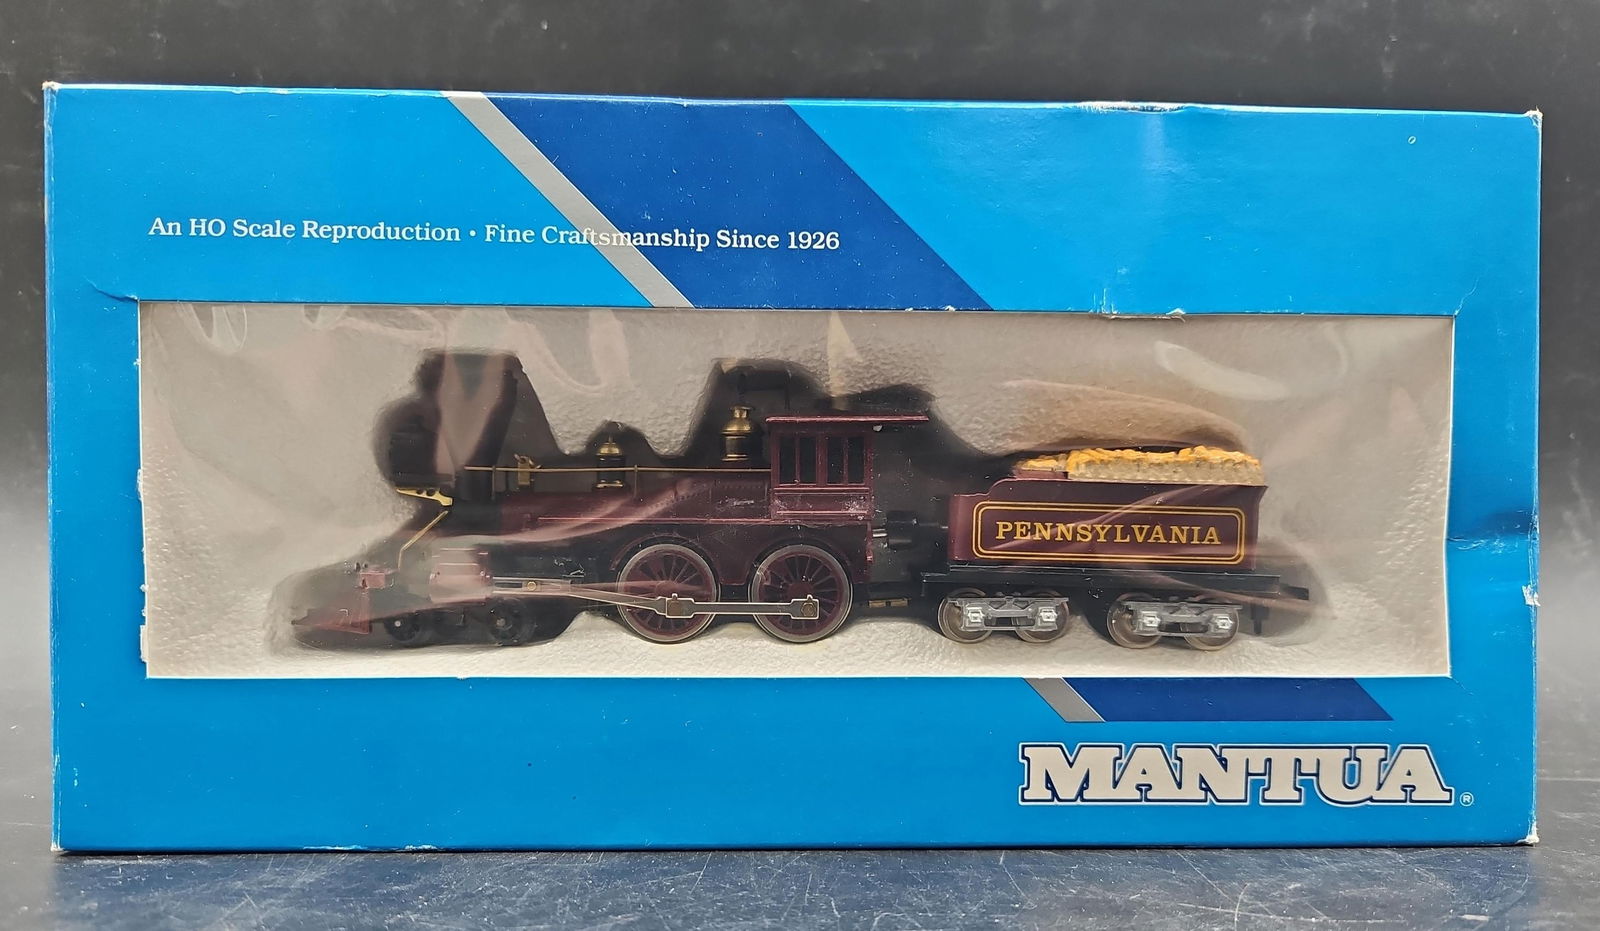 An HO Scale Reproduction • Fine Craftsmanship Since 1926
PENNSYLVANIA
MANTUA®